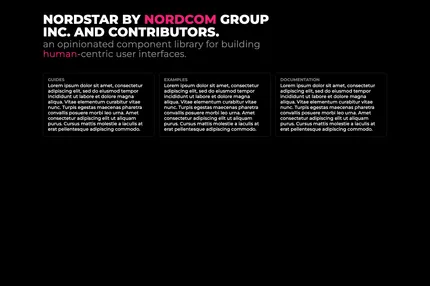 NORDSTAR BY NORDCOM GROUP
INC. AND CONTRIBUTORS.
an opinionated component library for building
human-centric user interfaces.
GUIDES
Lorem ipsum dolor sit amet, consectetur
adipiscing elit, sed do eiusmod tempor
incididunt ut labore et dolore magna
aliqua. Vitae elementum curabitur vitae
nunc. Turpis egestas maecenas pharetra
posuere morbi leo urna. Amet
consectetur adipiscing elit ut aliquam
purus. Cursus mattis molestie a iaculis at
erat pellentesque adipiscing commodo.
EXAMPLES
Lorem ipsum dolor sit amet, consectetur
adipiscing elit, sed do eiusmod tempor
incididunt ut labore et dolore magna
aliqua. Vitae elementum curabitur vitae
nunc. Turpis egestas maecenas pharetra
posuere morbi leo urna. Amet
consectetur adipiscing elit ut aliquam
purus. Cursus mattis molestie a iaculis at
erat pellentesque adipiscing commodo.
DOCUMENTATION
Lorem ipsum dolor sit amet, consectetur
adipiscing elit, sed do eiusmod tempor
incididunt ut labore et dolore magna
aliqua. Vitae elementum curabitur vitae
nunc. Turpis egestas maecenas pharetra
posuere morbi leo urna. Amet
consectetur adipiscing elit ut aliquam
purus. Cursus mattis molestie a iaculis at
erat pellentesque adipiscing commodo.